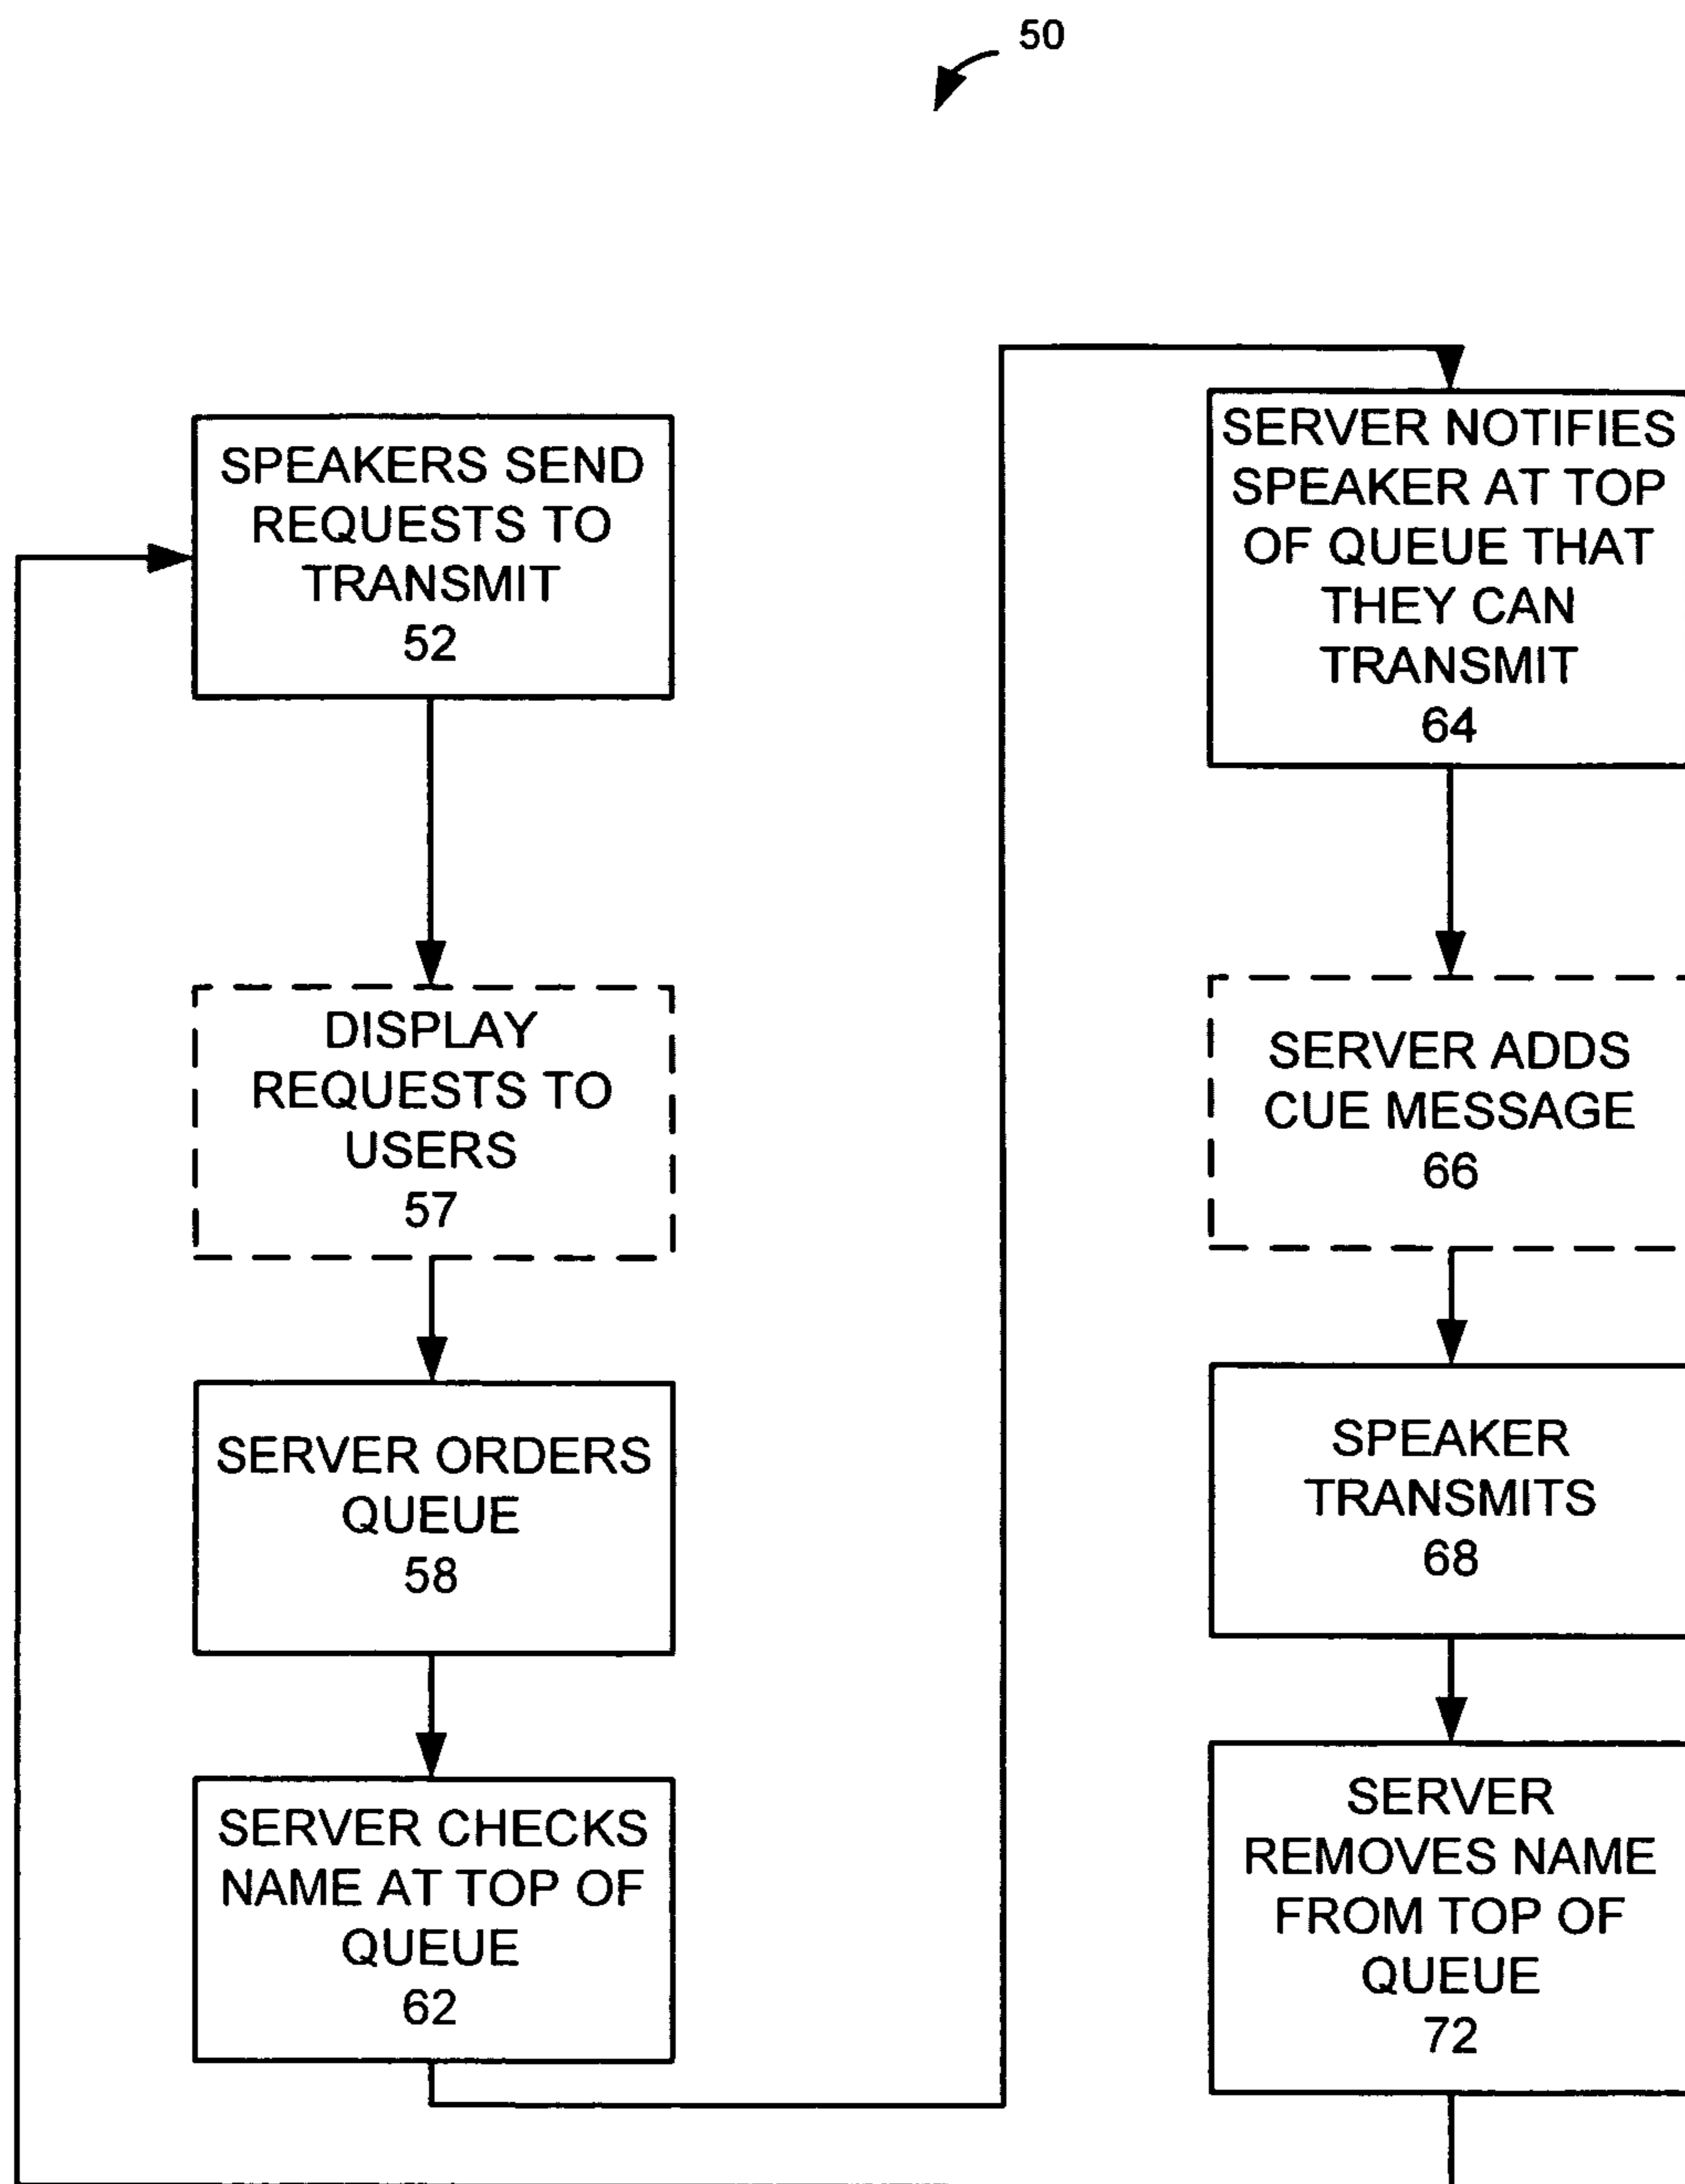 50
SPEAKERS SEND
REQUESTS TO
TRANSMIT
52
DISPLAY
REQUESTS TO
USERS
57
SERVER ORDERS
QUEUE
58
SERVER CHECKS
NAME AT TOP OF
QUEUE
62
SERVER NOTIFIES
SPEAKER AT TOP
OF QUEUE THAT
THEY CAN
TRANSMIT
64
SERVER ADDS
CUE MESSAGE
66
SPEAKER
TRANSMITS
68
SERVER
REMOVES NAME
FROM TOP OF
QUEUE
72